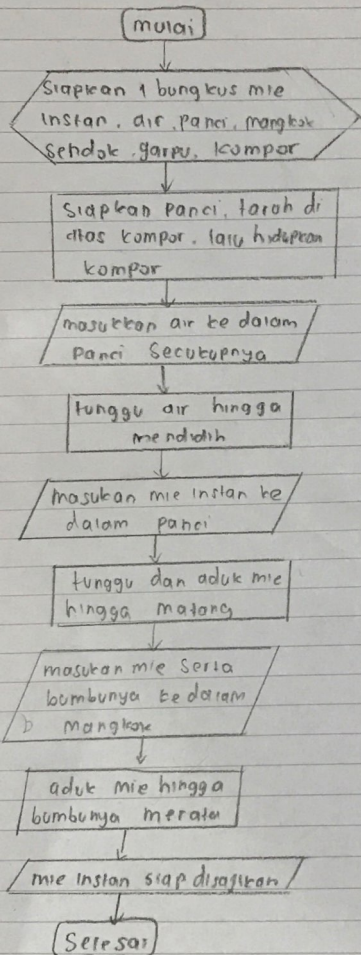 mulai
Siapkan 1 bungkus mie
instan, air, panci, mangkok
sendok, garpu, kompor
Siapkan panci, taroh di
atas kompor, lalu hidupkan
kompor
masukkan air ke dalam
panci Secukupnya
tunggu air hingga
mendidih
masukan mie instan ke
dalam panci
tunggu dan aduk mie
hingga matang
masukan mie Serta
bumbunya ke dalam
mangkok
aduk mie hingga
bumbunya merata
mie instan siap disajikan
Selesai